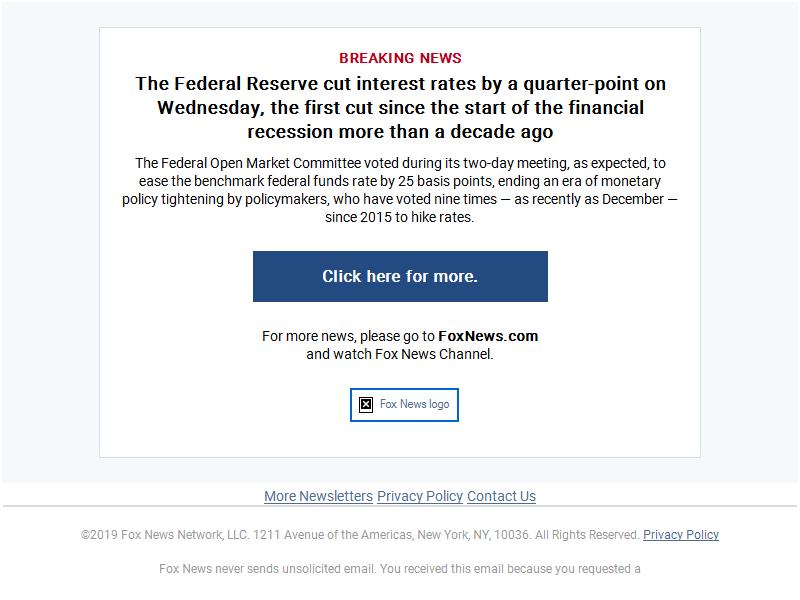 BREAKING NEWS
The Federal Reserve cut interest rates by a quarter-point on
Wednesday, the first cut since the start of the financial
recession more than a decade ago
The Federal Open Market Committee voted during its two-day meeting, as expected, to
ease the benchmark federal funds rate by 25 basis points, ending an era of monetary
policy tightening by policymakers, who have voted nine times — as recently as December —
since 2015 to hike rates.
Click here for more.
For more news, please go to FoxNews.com
and watch Fox News Channel.
Fox News logo
More Newsletters Privacy Policy Contact Us
©2019 Fox News Network, LLC. 1211 Avenue of the Americas, New York, NY, 10036. All Rights Reserved. Privacy Policy
Fox News never sends unsolicited email. You received this email because you requested a